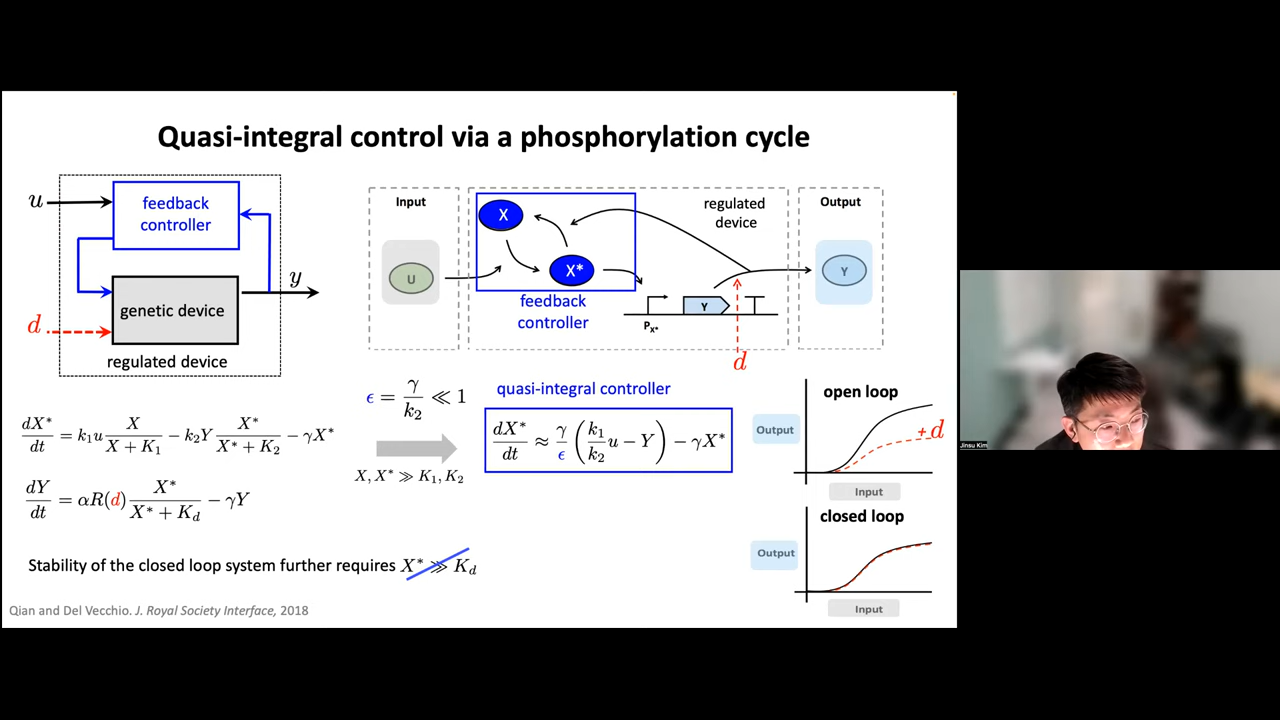 Quasi-integral control via a phosphorylation cycle
u
feedback
controller
y
genetic device
d
regulated device
Input
U
X
X*
feedback
controller
regulated
device
Y
P_X*
d
Output
Y
dX*/dt = k₁u X/(X + K₁) − k₂Y X*/(X* + K₂) − γX*
dY/dt = αR(d) X*/(X* + K_d) − γY
ϵ = γ/k₂ ≪ 1
X, X* ≫ K₁, K₂
quasi-integral controller
dX*/dt ≈ γ/ϵ (k₁/k₂ u − Y) − γX*
open loop
Output
+d
Input
closed loop
Output
Input
Stability of the closed loop system further requires X* ≫ K_d
Qian and Del Vecchio. J. Royal Society Interface, 2018
Jinsu Kim